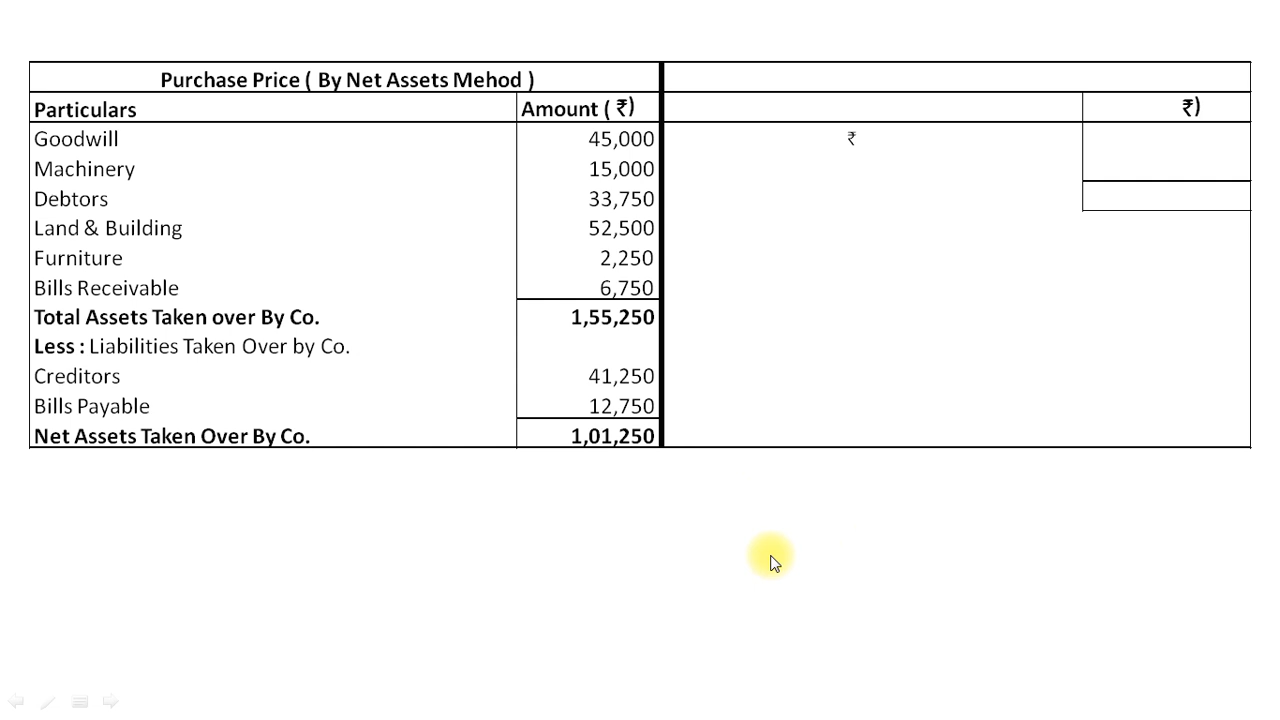 Purchase Price ( By Net Assets Mehod )
Particulars Amount ( ₹) ₹)
Goodwill 45,000 ₹
Machinery 15,000
Debtors 33,750
Land & Building 52,500
Furniture 2,250
Bills Receivable 6,750
Total Assets Taken over By Co. 1,55,250
Less : Liabilities Taken Over by Co.
Creditors 41,250
Bills Payable 12,750
Net Assets Taken Over By Co. 1,01,250